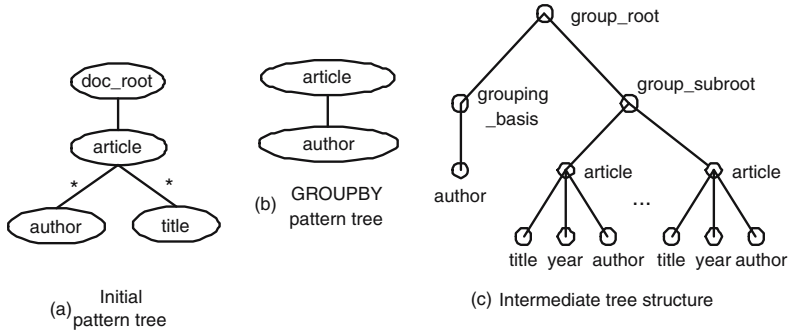 doc_root
article
*
*
author
title
(a) Initial
pattern tree
article
author
(b) GROUPBY
pattern tree
group_root
grouping
_basis
group_subroot
author
article
article
...
title year author
title year author
(c) Intermediate tree structure